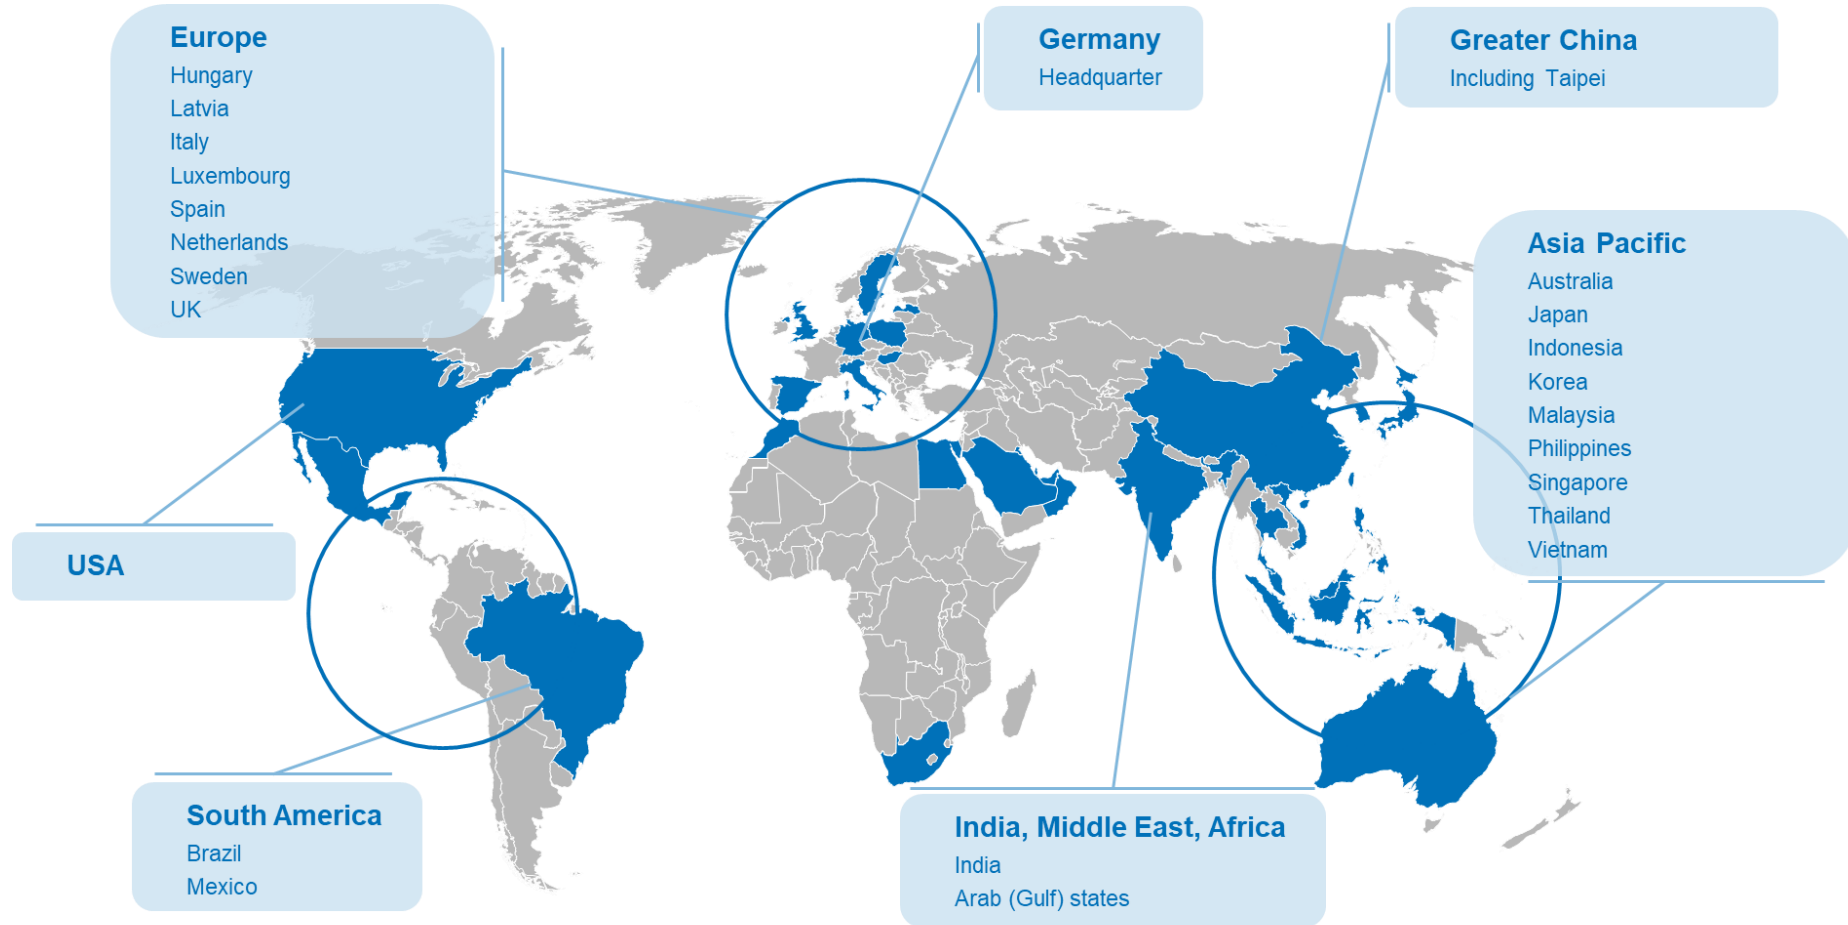 Europe
Hungary
Latvia
Italy
Luxembourg
Spain
Netherlands
Sweden
UK
Germany
Headquarter
Greater China
Including Taipei
Asia Pacific
Australia
Japan
Indonesia
Korea
Malaysia
Philippines
Singapore
Thailand
Vietnam
USA
South America
Brazil
Mexico
India, Middle East, Africa
India
Arab (Gulf) states